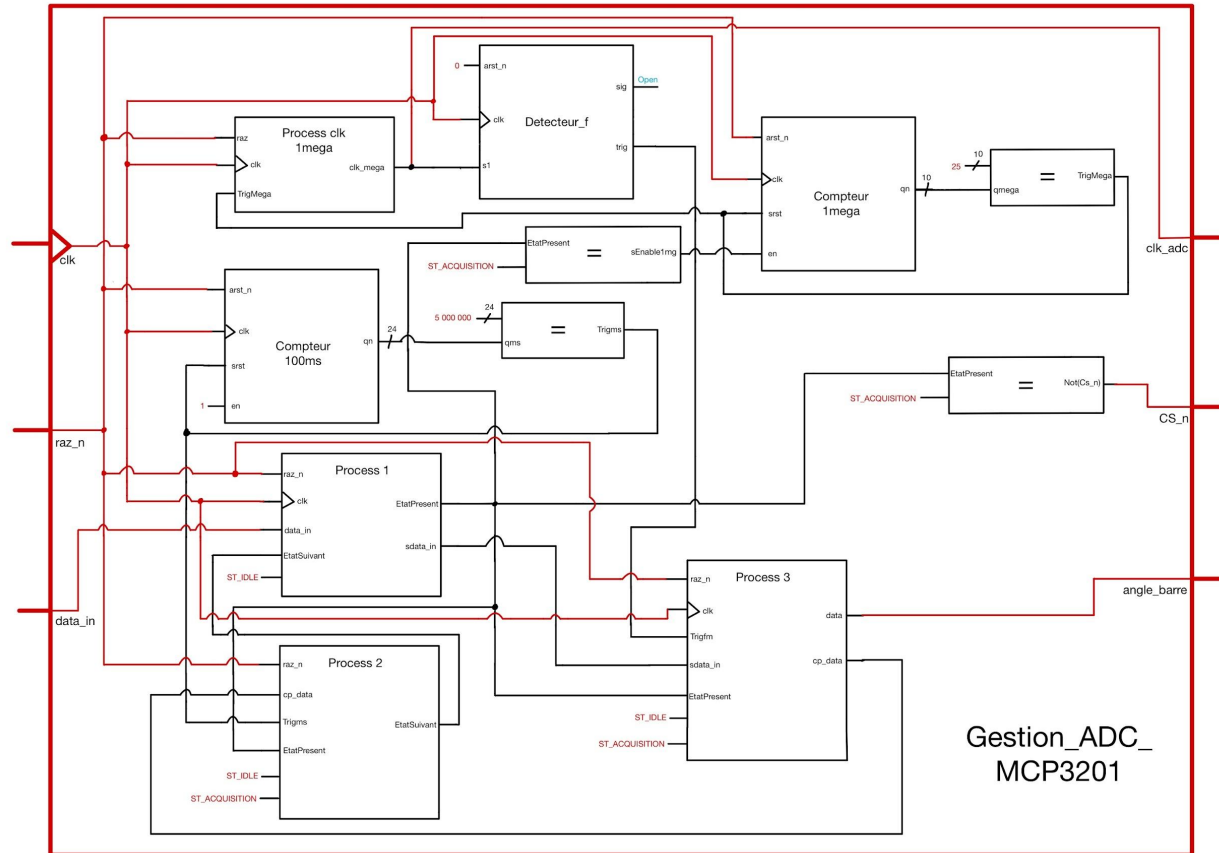 0
arst_n
clk
s1
Detecteur_f
sig
Open
trig
Process clk
1mega
raz
clk
TrigMega
clk_mega
arst_n
clk
srst
en
Compteur
1mega
qn
10
10
25
qmega
=
TrigMega
EtatPresent
ST_ACQUISITION
=
sEnable1mg
clk
clk_adc
arst_n
clk
srst
1
en
Compteur
100ms
qn
24
24
5 000 000
qms
=
Trigms
EtatPresent
ST_ACQUISITION
=
Not(Cs_n)
CS_n
raz_n
Process 1
raz_n
clk
data_in
EtatSuivant
ST_IDLE
EtatPresent
sdata_in
data_in
Process 2
raz_n
cp_data
Trigms
EtatPresent
ST_IDLE
ST_ACQUISITION
EtatSuivant
Process 3
raz_n
clk
Trigfm
sdata_in
EtatPresent
ST_IDLE
ST_ACQUISITION
data
cp_data
angle_barre
Gestion_ADC_
MCP3201